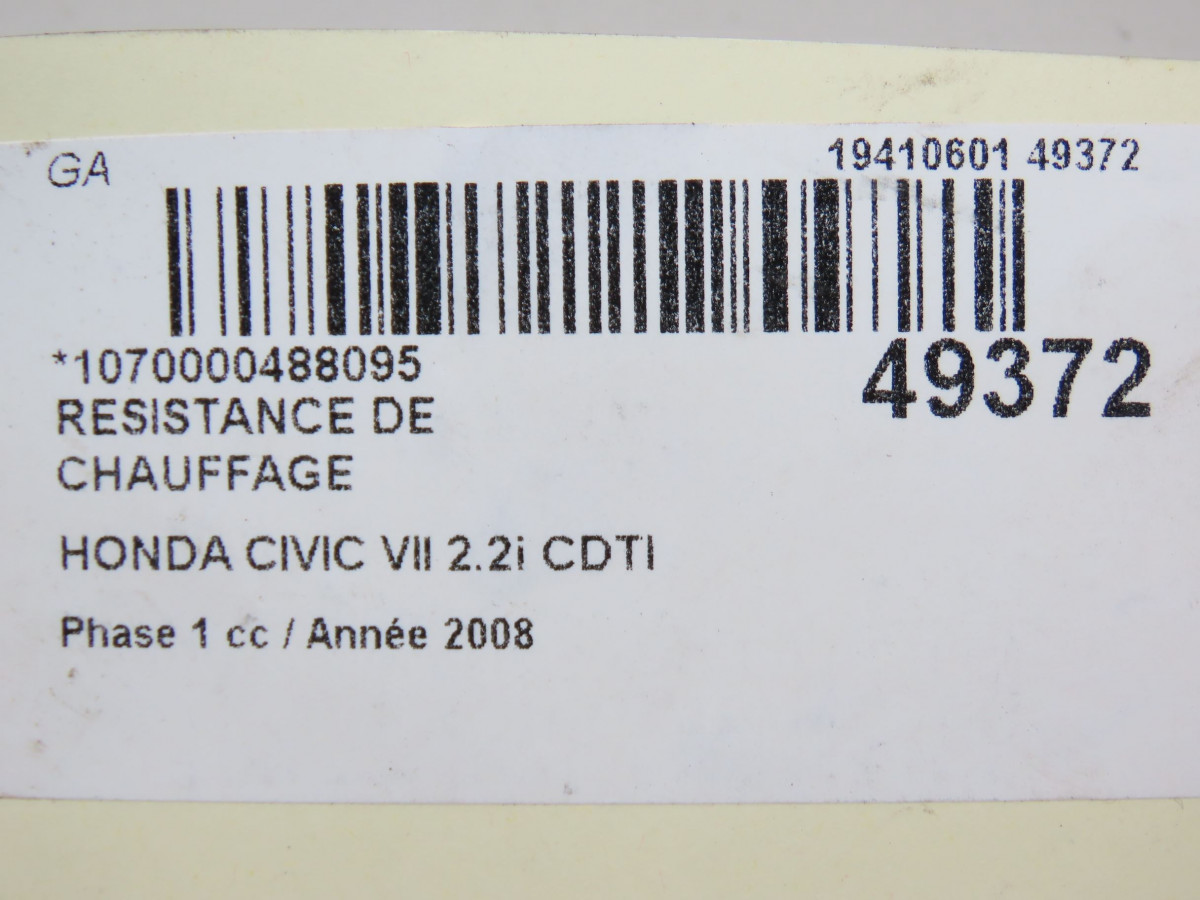 GA
19410601 49372
*1070000488095
49372
RESISTANCE DE
CHAUFFAGE
HONDA CIVIC VII 2.2i CDTI
Phase 1 cc / Année 2008